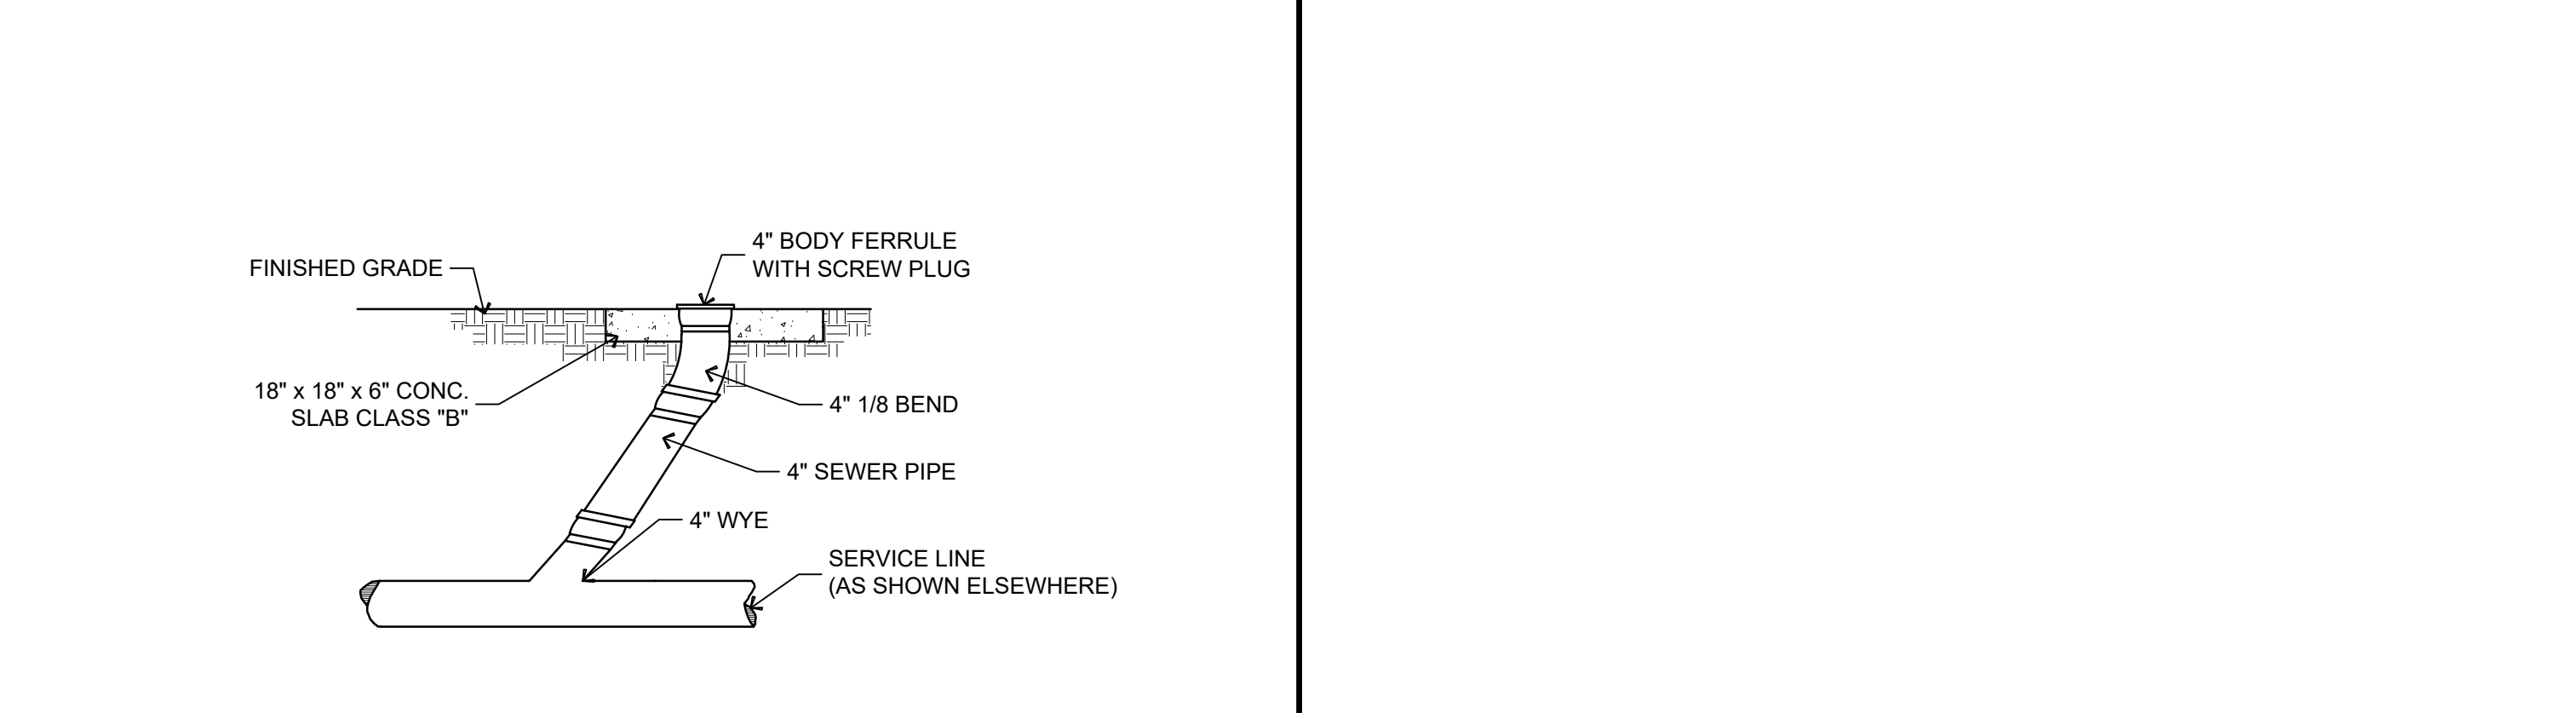 4" BODY FERRULE
WITH SCREW PLUG
FINISHED GRADE
18" x 18" x 6" CONC.
SLAB CLASS "B"
4" 1/8 BEND
4" SEWER PIPE
4" WYE
SERVICE LINE
(AS SHOWN ELSEWHERE)